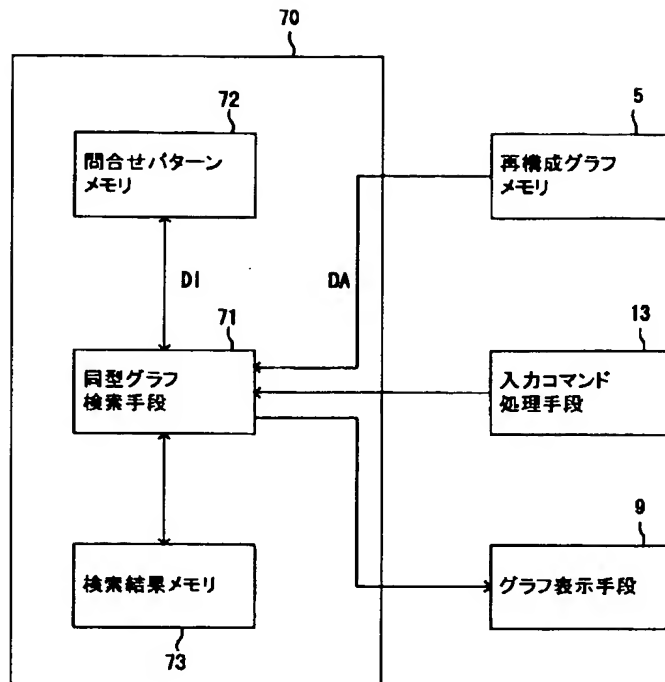 70
72
問合せパターン
メモリ
5
再構成グラフ
メモリ
DI
DA
71
同型グラフ
検索手段
13
入力コマンド
処理手段
検索結果メモリ
73
9
グラフ表示手段